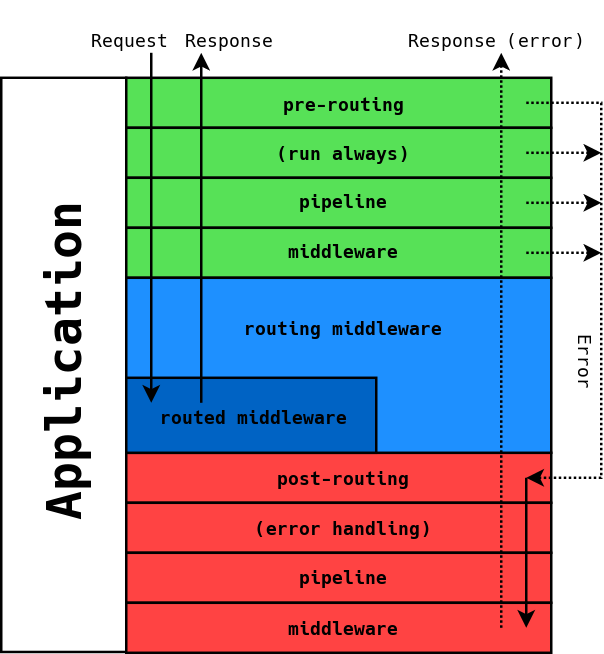 Request Response Response (error)
Application
pre-routing
(run always)
pipeline
middleware
routing middleware
routed middleware
Error
post-routing
(error handling)
pipeline
middleware